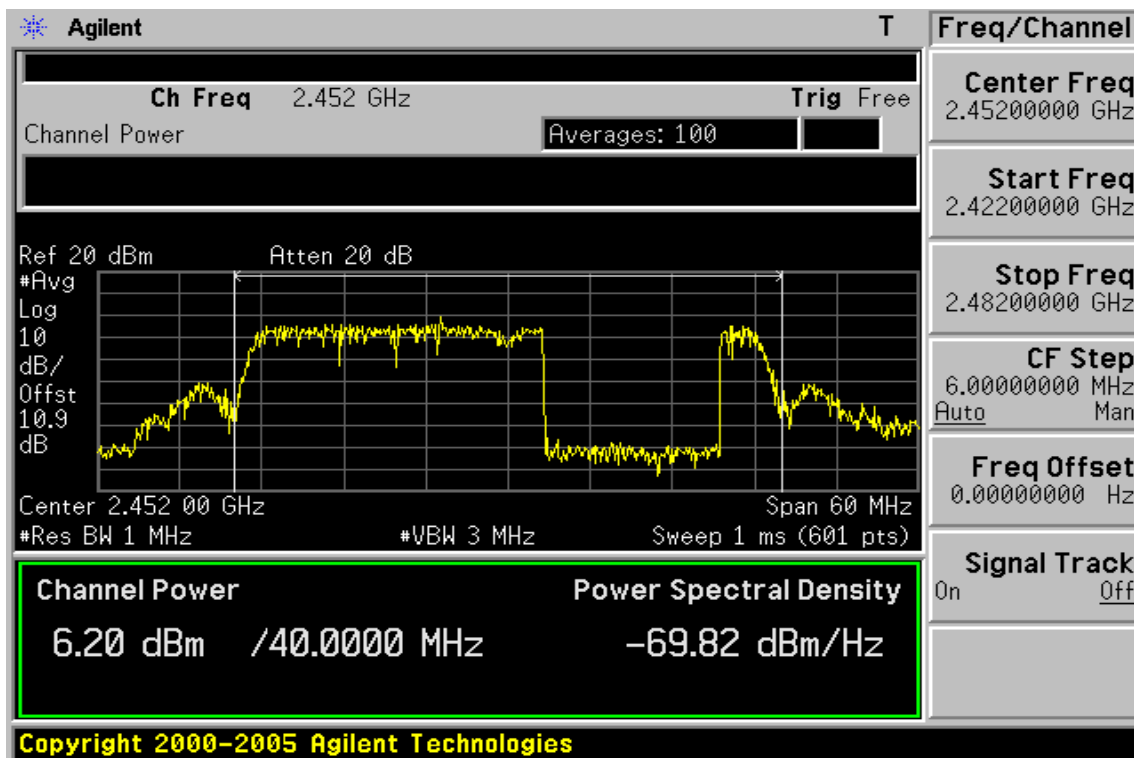 Agilent T
Ch Freq 2.452 GHz Trig Free
Channel Power Averages: 100
Ref 20 dBm Atten 20 dB
#Avg
Log
10
dB/
Offst
10.9
dB
Center 2.452 00 GHz Span 60 MHz
#Res BW 1 MHz #VBW 3 MHz Sweep 1 ms (601 pts)
Channel Power Power Spectral Density
6.20 dBm /40.0000 MHz -69.82 dBm/Hz
Copyright 2000-2005 Agilent Technologies
Freq/Channel
Center Freq
2.45200000 GHz
Start Freq
2.42200000 GHz
Stop Freq
2.48200000 GHz
CF Step
6.00000000 MHz
Auto Man
Freq Offset
0.00000000 Hz
Signal Track
On Off